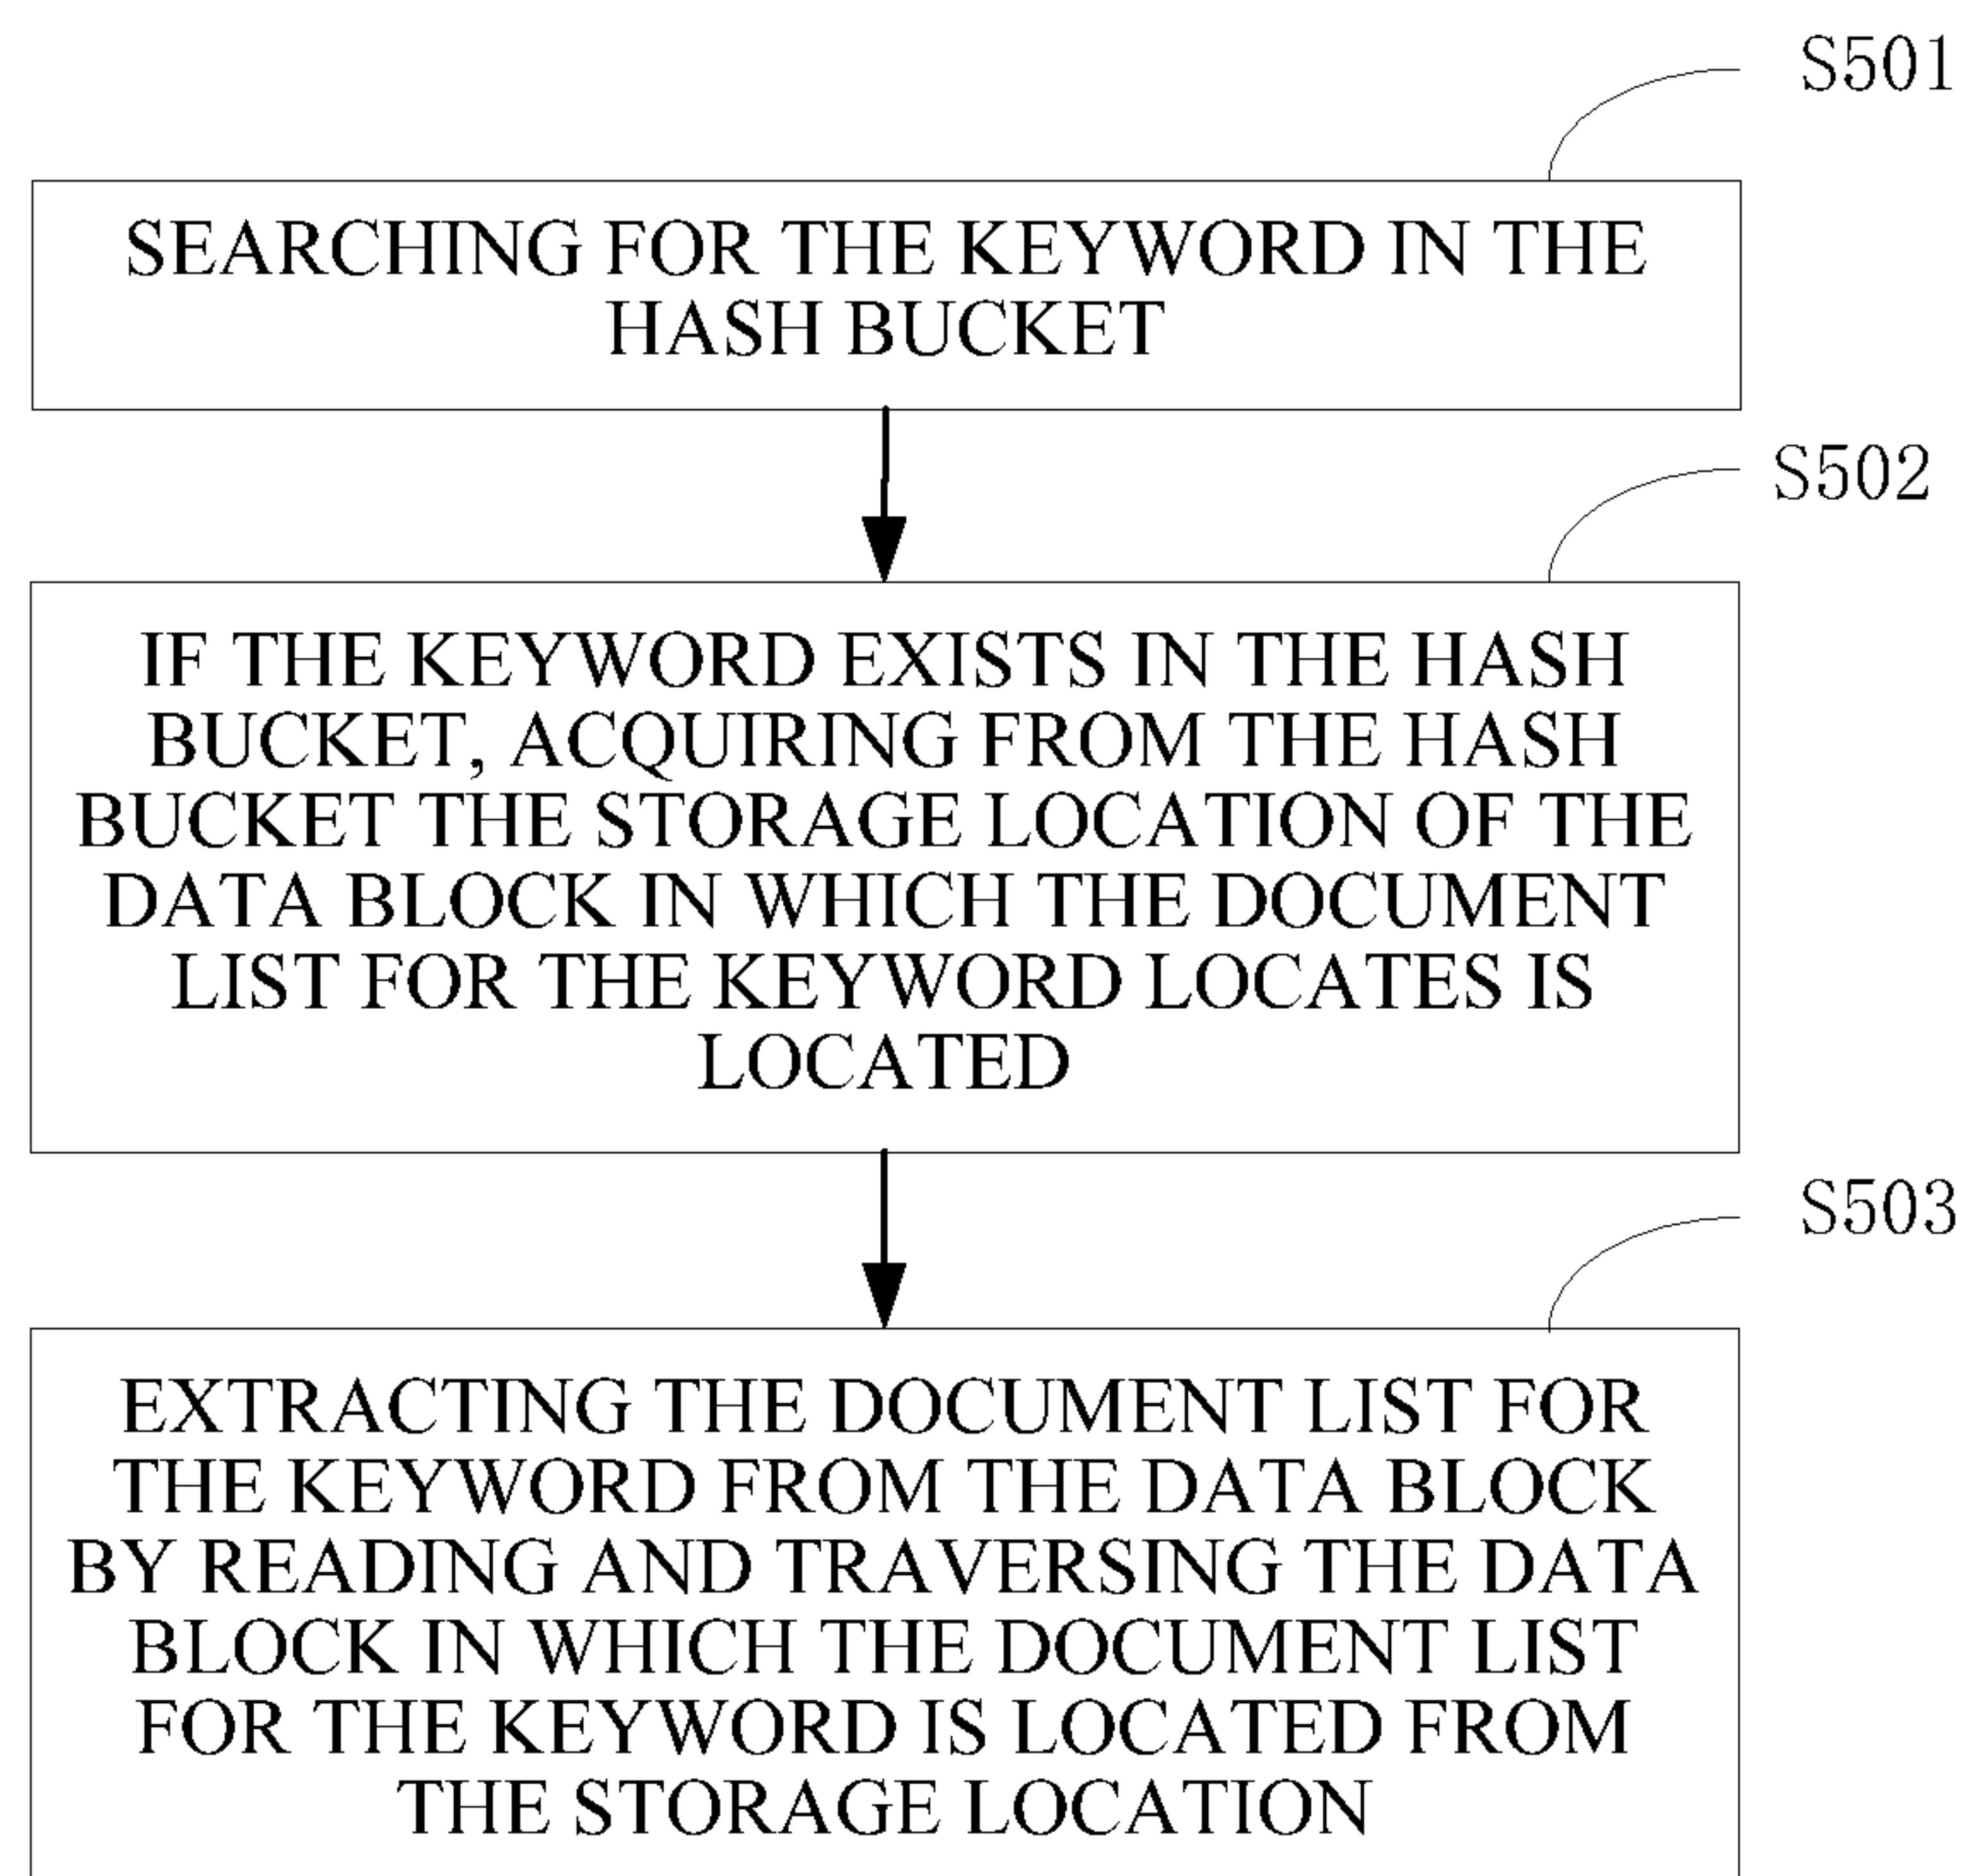 S501
SEARCHING FOR THE KEYWORD IN THE
HASH BUCKET
S502
IF THE KEYWORD EXISTS IN THE HASH
BUCKET, ACQUIRING FROM THE HASH
BUCKET THE STORAGE LOCATION OF THE
DATA BLOCK IN WHICH THE DOCUMENT
LIST FOR THE KEYWORD LOCATES IS
LOCATED
S503
EXTRACTING THE DOCUMENT LIST FOR
THE KEYWORD FROM THE DATA BLOCK
BY READING AND TRAVERSING THE DATA
BLOCK IN WHICH THE DOCUMENT LIST
FOR THE KEYWORD IS LOCATED FROM
THE STORAGE LOCATION